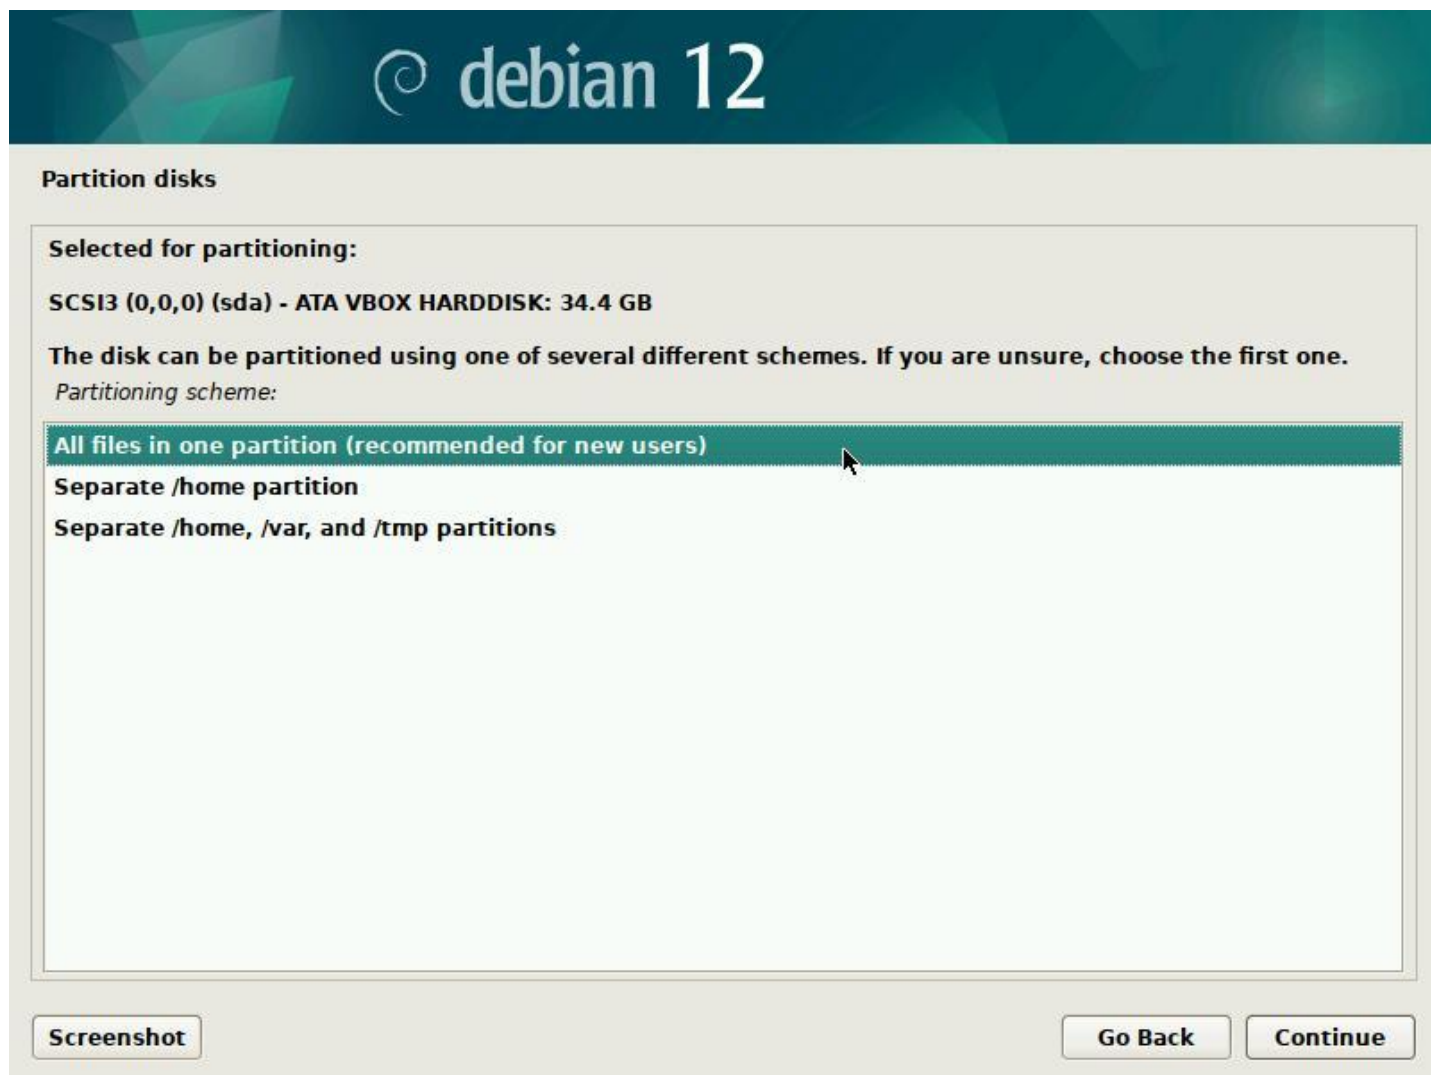 debian 12
Partition disks
Selected for partitioning:
SCSI3 (0,0,0) (sda) - ATA VBOX HARDDISK: 34.4 GB
The disk can be partitioned using one of several different schemes. If you are unsure, choose the first one.
Partitioning scheme:
All files in one partition (recommended for new users)
Separate /home partition
Separate /home, /var, and /tmp partitions
Screenshot
Go Back
Continue